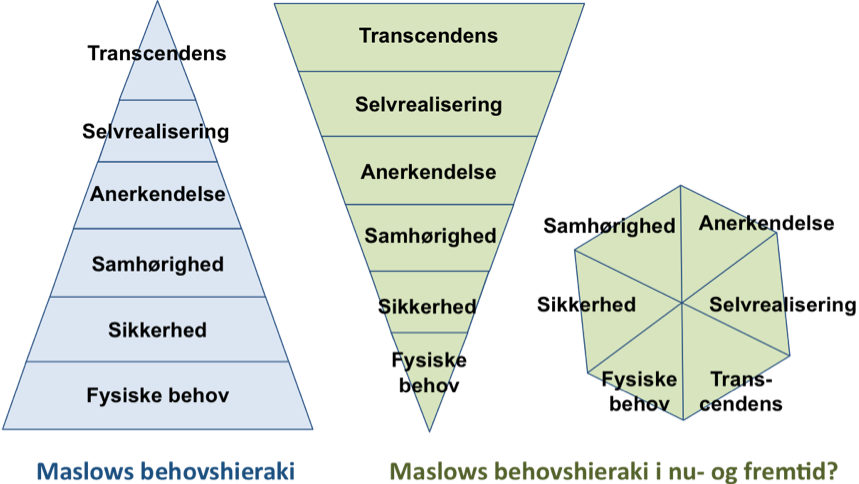 Transcendens
Selvrealisering
Anerkendelse
Samhørighed
Sikkerhed
Fysiske behov
Transcendens
Selvrealisering
Anerkendelse
Samhørighed
Sikkerhed
Fysiske
behov
Samhørighed
Anerkendelse
Sikkerhed
Selvrealisering
Fysiske
behov
Trans-
cendens
Maslows behovshieraki
Maslows behovshieraki i nu- og fremtid?